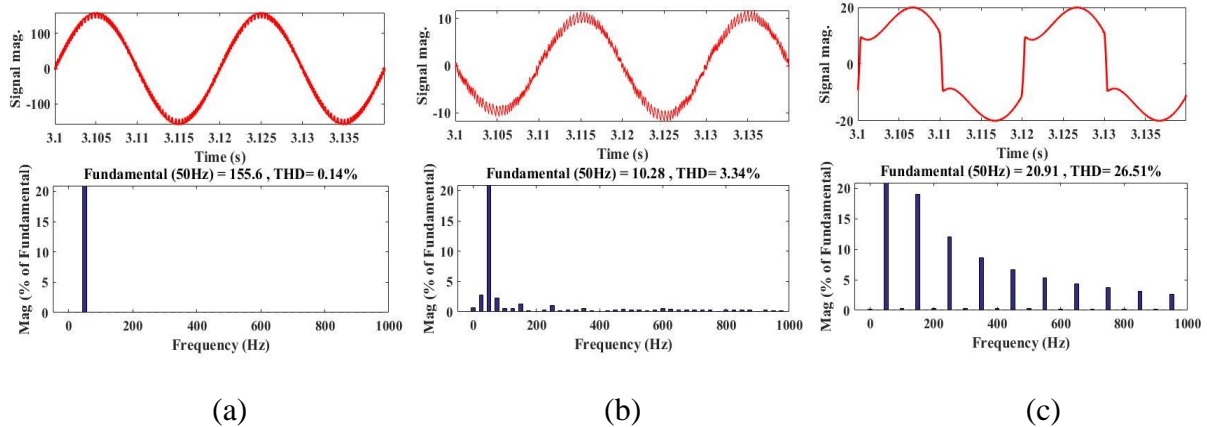 Signal mag.
100
0
-100
3.1 3.105 3.11 3.115 3.12 3.125 3.13 3.135
Time (s)
Fundamental (50Hz) = 155.6 , THD= 0.14%
Mag (% of Fundamental)
20
15
10
5
0
0 200 400 600 800 1000
Frequency (Hz)
(a)
Signal mag.
10
0
-10
3.1 3.105 3.11 3.115 3.12 3.125 3.13 3.135
Time (s)
Fundamental (50Hz) = 10.28 , THD= 3.34%
Mag (% of Fundamental)
20
15
10
5
0
0 200 400 600 800 1000
Frequency (Hz)
(b)
Signal mag.
20
0
-20
3.1 3.105 3.11 3.115 3.12 3.125 3.13 3.135
Time (s)
Fundamental (50Hz) = 20.91 , THD= 26.51%
Mag (% of Fundamental)
20
15
10
5
0
0 200 400 600 800 1000
Frequency (Hz)
(c)